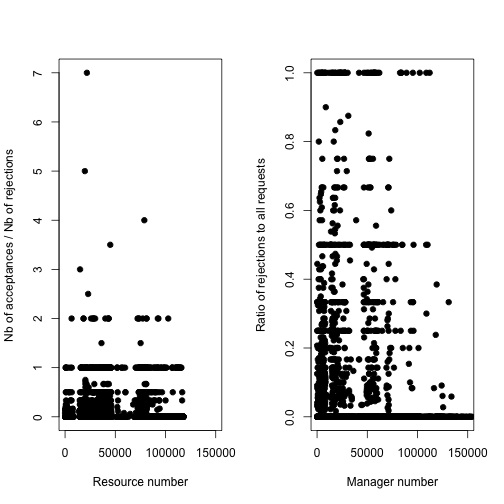 Nb of acceptances / Nb of rejections
7
6
5
4
3
2
1
0
0 50000 100000 150000
Resource number
Ratio of rejections to all requests
1.0
0.8
0.6
0.4
0.2
0.0
0 50000 100000 150000
Manager number